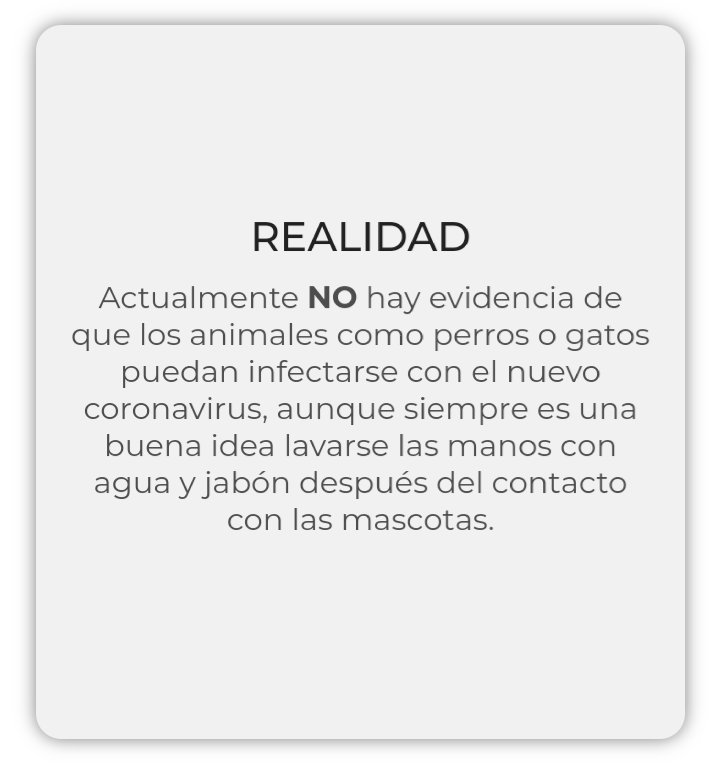 REALIDAD
Actualmente NO hay evidencia de
que los animales como perros o gatos
puedan infectarse con el nuevo
coronavirus, aunque siempre es una
buena idea lavarse las manos con
agua y jabón después del contacto
con las mascotas.